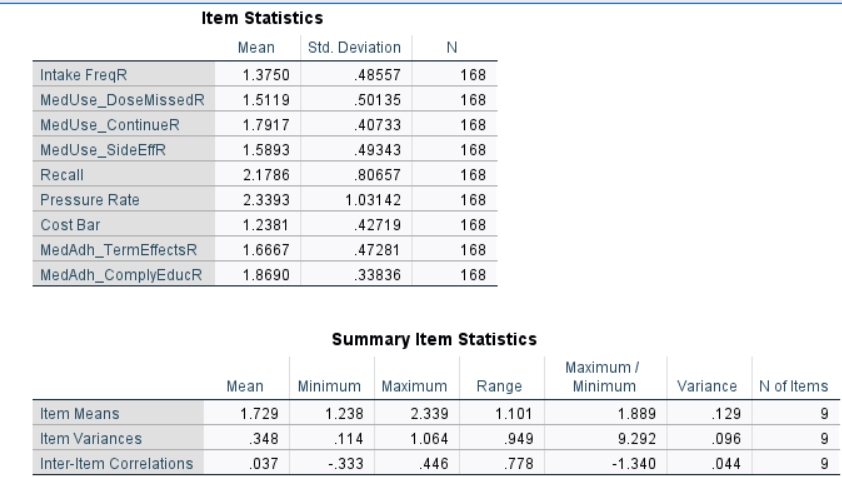 Item Statistics
Mean Std. Deviation N
Intake FreqR 1.3750 .48557 168
MedUse_DoseMissedR 1.5119 .50135 168
MedUse_ContinueR 1.7917 .40733 168
MedUse_SideEffR 1.5893 .49343 168
Recall 2.1786 .80657 168
Pressure Rate 2.3393 1.03142 168
Cost Bar 1.2381 .42719 168
MedAdh_TermEffectsR 1.6667 .47281 168
MedAdh_ComplyEducR 1.8690 .33836 168
Summary Item Statistics
Mean Minimum Maximum Range Maximum / Minimum Variance N of Items
Item Means 1.729 1.238 2.339 1.101 1.889 .129 9
Item Variances .348 .114 1.064 .949 9.292 .096 9
Inter-Item Correlations .037 -.333 .446 .778 -1.340 .044 9